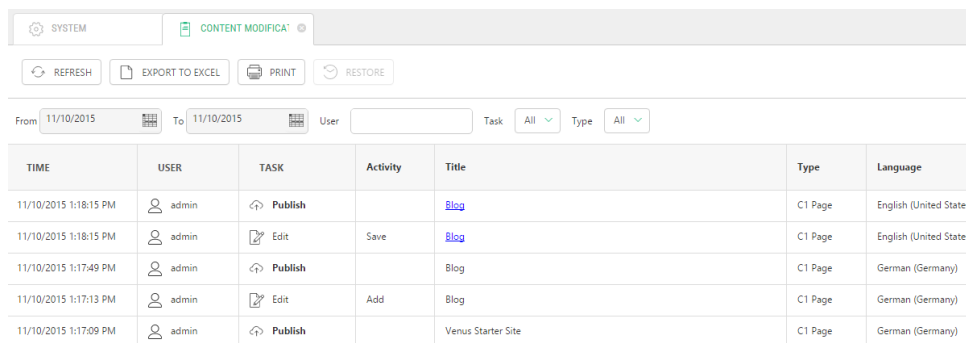 SYSTEM CONTENT MODIFICAT
REFRESH EXPORT TO EXCEL PRINT RESTORE
From 11/10/2015 To 11/10/2015 User Task All Type All
TIME USER TASK Activity Title Type Language
11/10/2015 1:18:15 PM admin Publish Blog C1 Page English (United State
11/10/2015 1:18:15 PM admin Edit Save Blog C1 Page English (United State
11/10/2015 1:17:49 PM admin Publish Blog C1 Page German (Germany)
11/10/2015 1:17:13 PM admin Edit Add Blog C1 Page German (Germany)
11/10/2015 1:17:09 PM admin Publish Venus Starter Site C1 Page German (Germany)